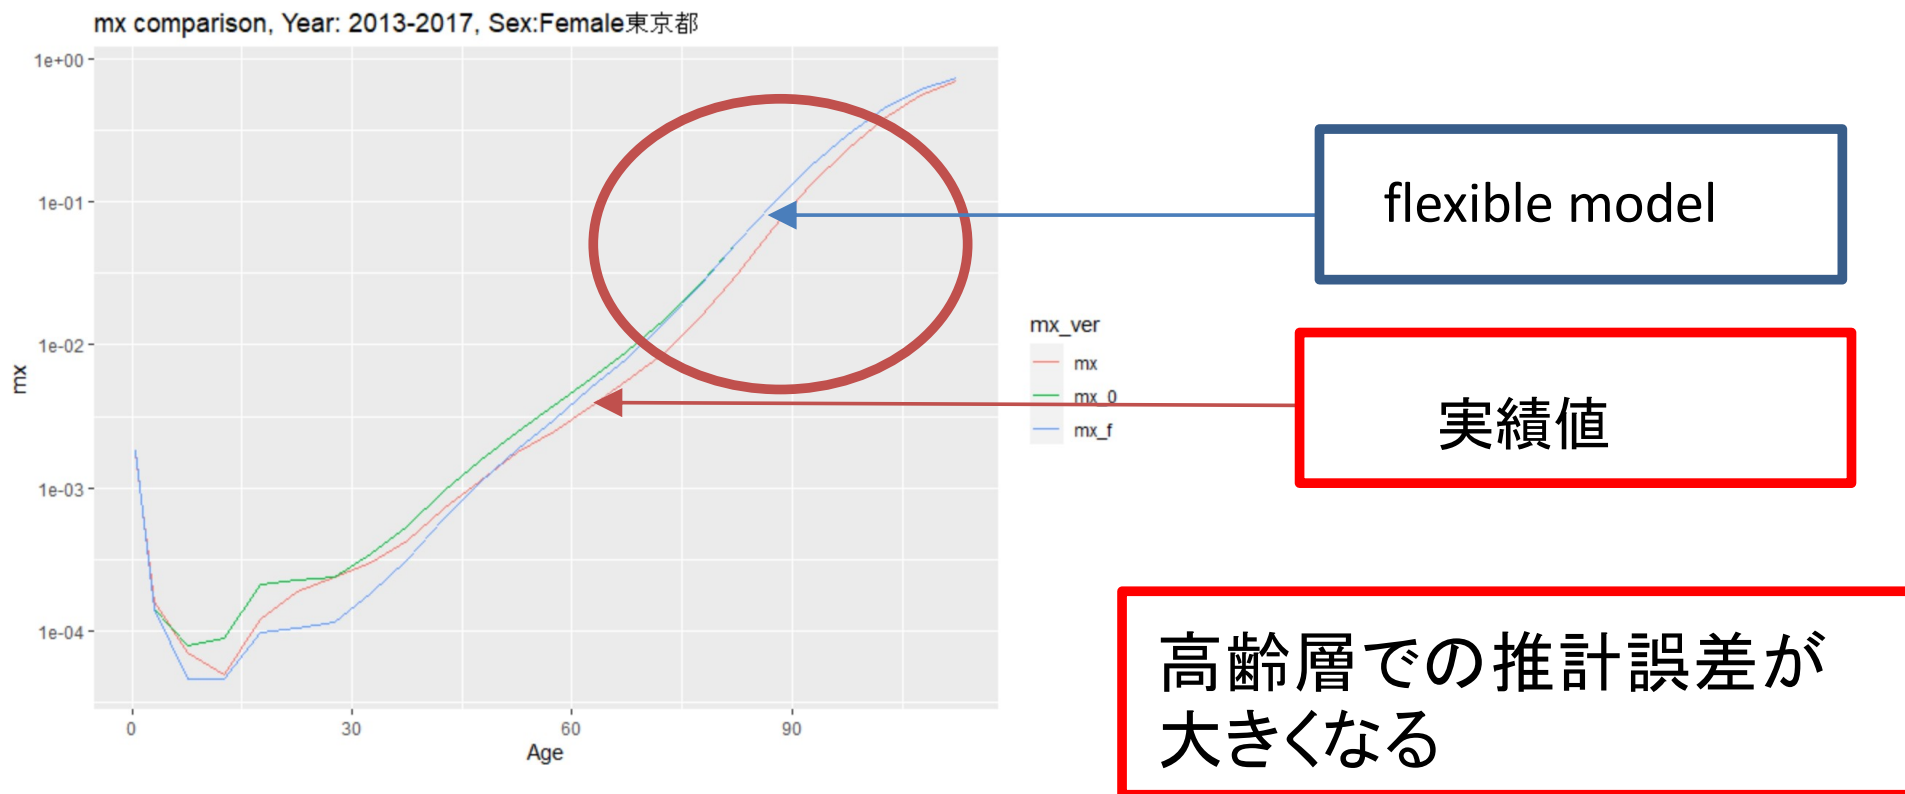 mx comparison, Year: 2013-2017, Sex:Female東京都
1e+00
1e-01
1e-02
1e-03
1e-04
mx
0
30
60
90
Age
mx_ver
mx
mx_0
mx_f
flexible model
実績値
高齢層での推計誤差が
大きくなる